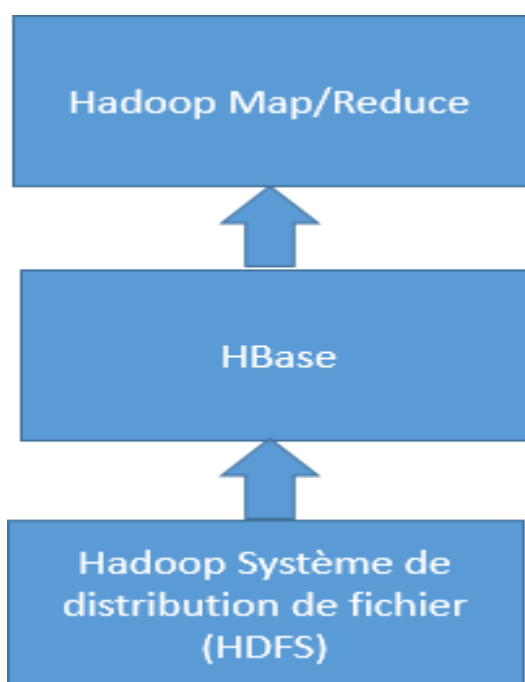 Hadoop Map/Reduce
HBase
Hadoop Système de
distribution de fichier
(HDFS)